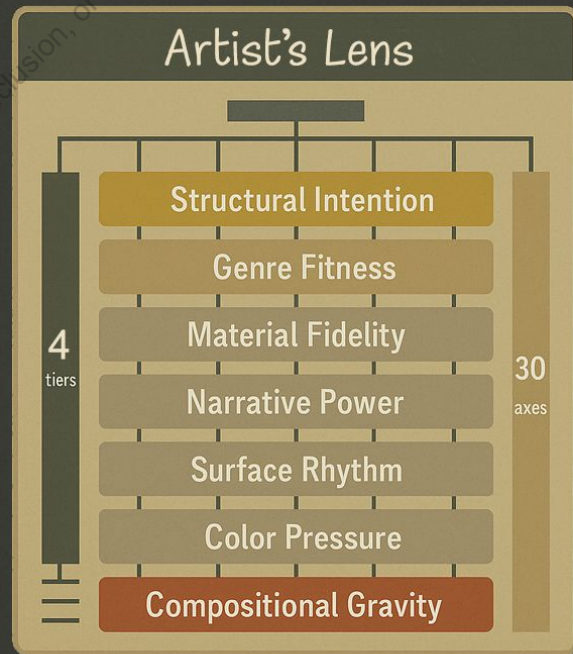 Artist's Lens
Structural Intention
Genre Fitness
Material Fidelity
Narrative Power
Surface Rhythm
Color Pressure
Compositional Gravity
4
tiers
30
axes